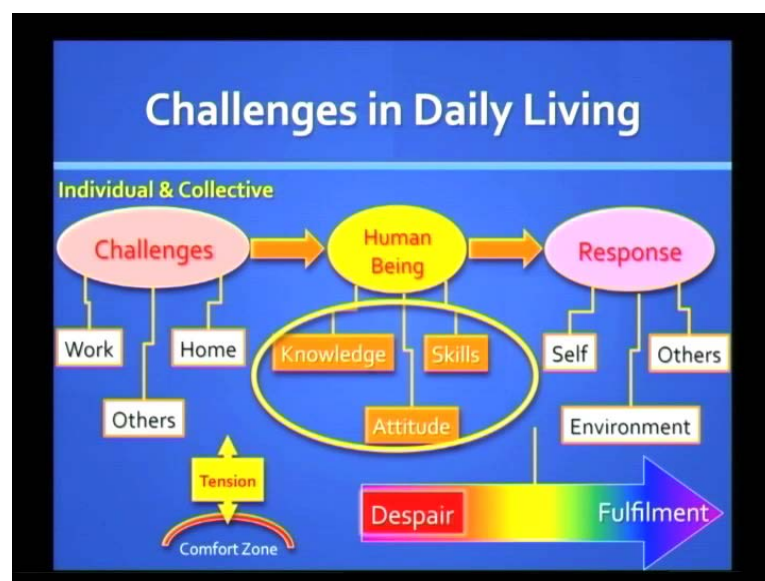 Challenges in Daily Living
Individual & Collective
Challenges
Human
Being
Response
Work
Home
Knowledge
Skills
Self
Others
Others
Attitude
Environment
Tension
Comfort Zone
Despair
Fulfilment